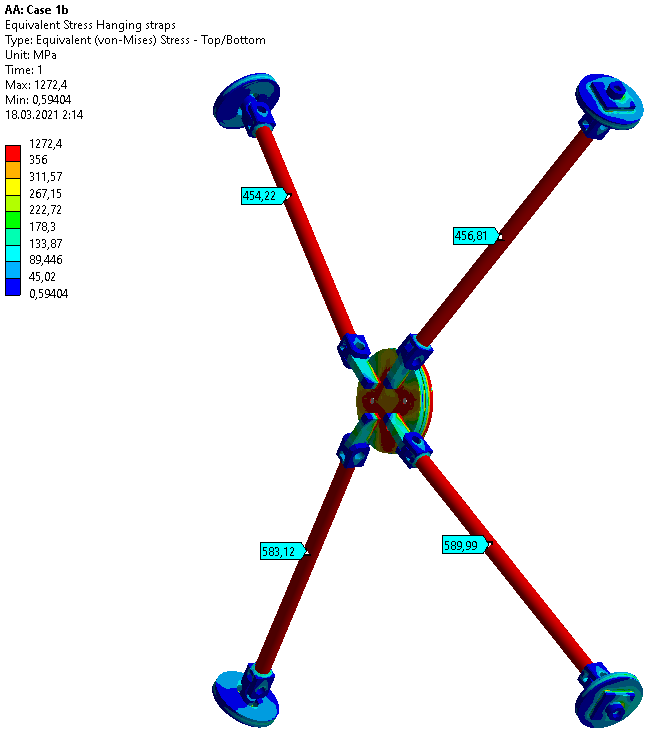 AA: Case 1b
Equivalent Stress Hanging straps
Type: Equivalent (von-Mises) Stress - Top/Bottom
Unit: MPa
Time: 1
Max: 1272,4
Min: 0,59404
18.03.2021 2:14
1272,4
356
311,57
267,15
222,72
178,3
133,87
89,446
45,02
0,59404
454,22
456,81
583,12
589,99